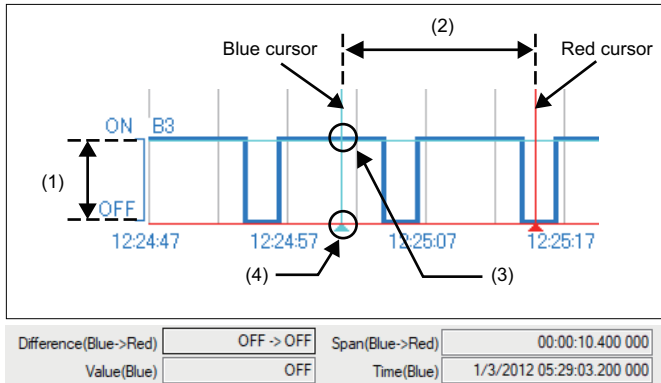 (2)
Blue cursor
Red cursor
ON B3
(1)
OFF
12:24:47 12:24:57 12:25:07 12:25:17
(4) (3)
Difference(Blue->Red) OFF -> OFF Span(Blue->Red) 00:00:10.400 000
Value(Blue) OFF Time(Blue) 1/3/2012 05:29:03.200 000